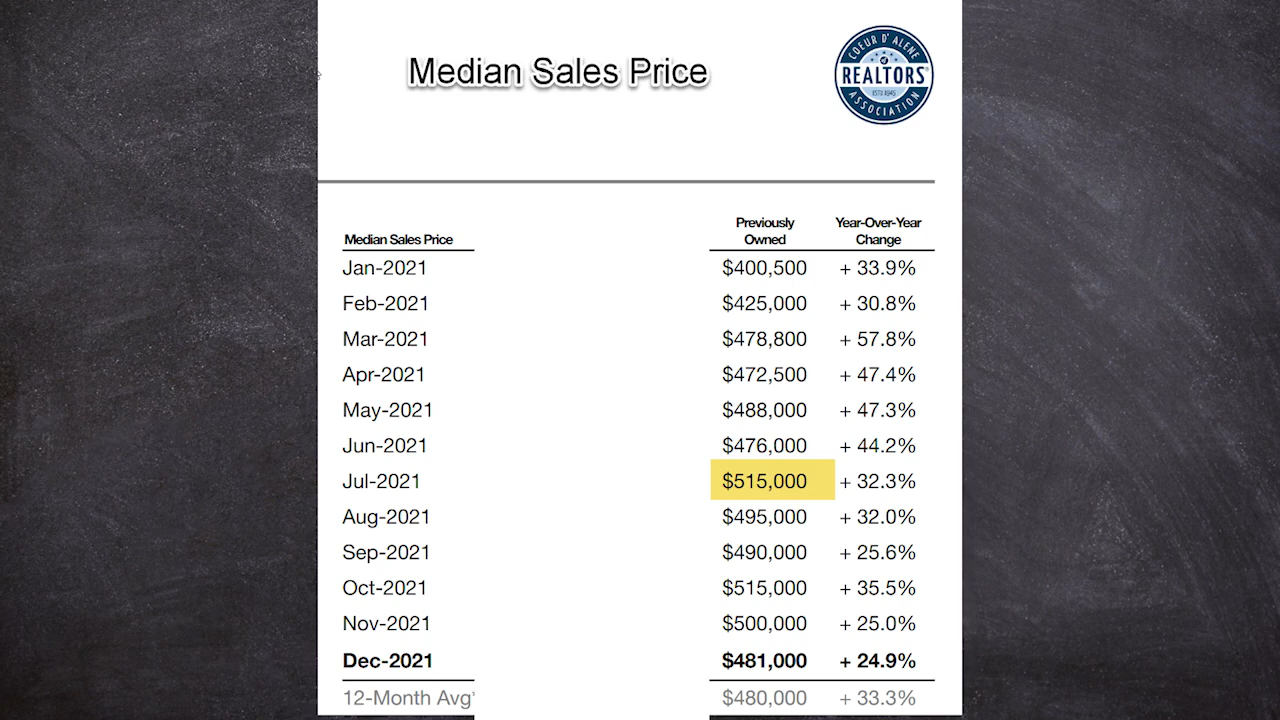 Median Sales Price
COEUR D'ALENE
REALTORS®
ESTD 1945
ASSOCIATION
Previously Year-Over-Year
Median Sales Price Owned Change
Jan-2021 $400,500 + 33.9%
Feb-2021 $425,000 + 30.8%
Mar-2021 $478,800 + 57.8%
Apr-2021 $472,500 + 47.4%
May-2021 $488,000 + 47.3%
Jun-2021 $476,000 + 44.2%
Jul-2021 $515,000 + 32.3%
Aug-2021 $495,000 + 32.0%
Sep-2021 $490,000 + 25.6%
Oct-2021 $515,000 + 35.5%
Nov-2021 $500,000 + 25.0%
Dec-2021 $481,000 + 24.9%
12-Month Avg* $480,000 + 33.3%